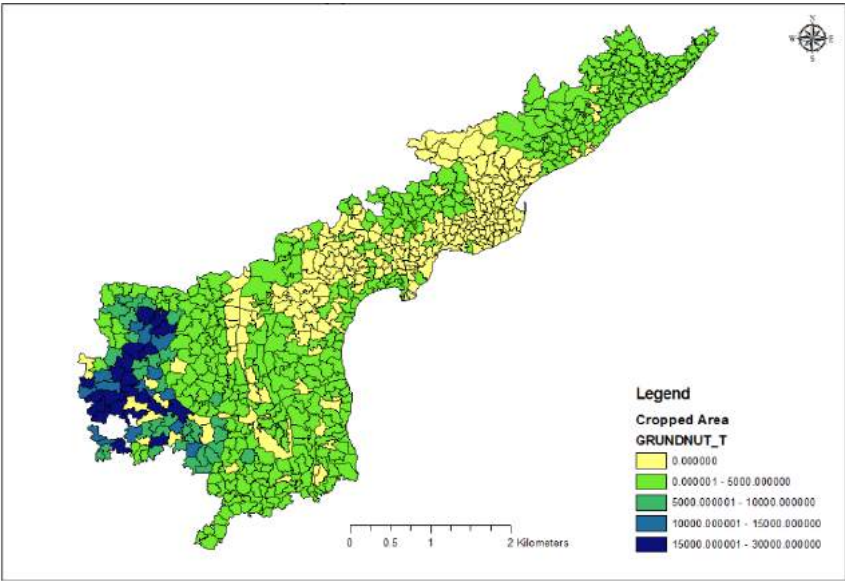 N
W E
S
Legend
Cropped Area
GRUNDNUT_T
0.000000
0.000001 - 5000.000000
5000.000001 - 10000.000000
10000.000001 - 15000.000000
15000.000001 - 30000.000000
0 0.5 1 2 Kilometers